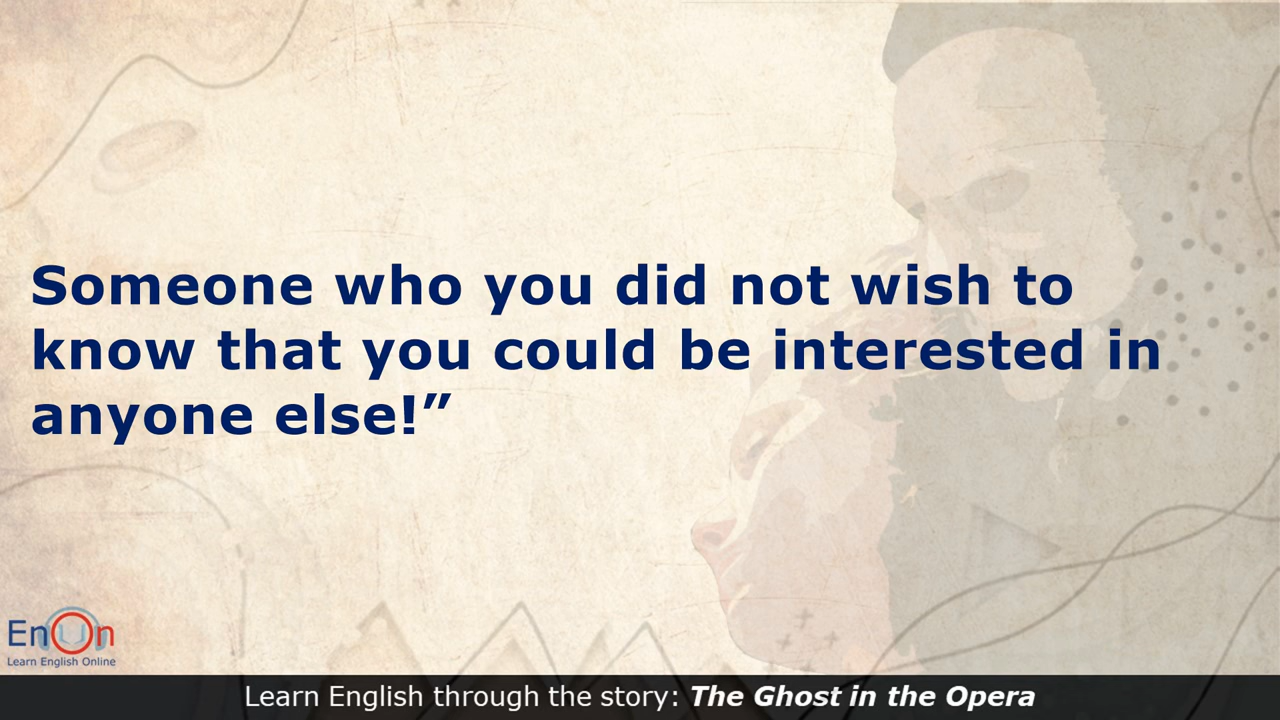 Someone who you did not wish to
know that you could be interested in
anyone else!”
EnOn
Learn English Online
Learn English through the story: The Ghost in the Opera